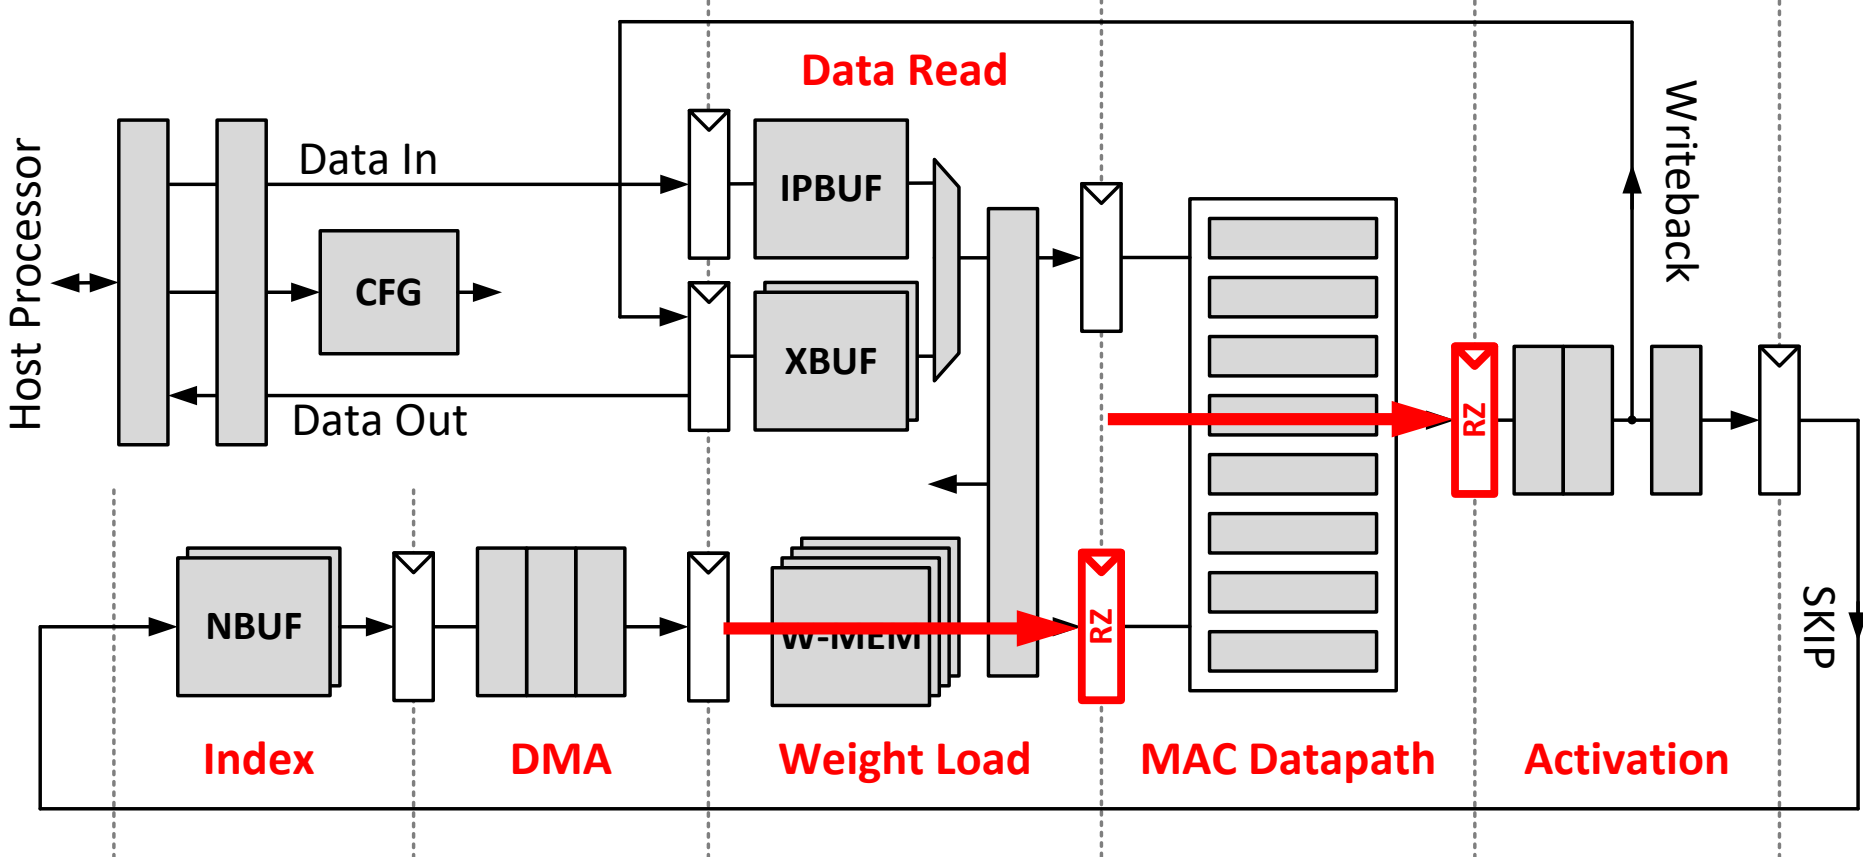 Data Read
Host Processor
Data In
IPBUF
CFG
XBUF
Data Out
Writeback
RZ
NBUF
W-MEM
RZ
SKIP
Index
DMA
Weight Load
MAC Datapath
Activation